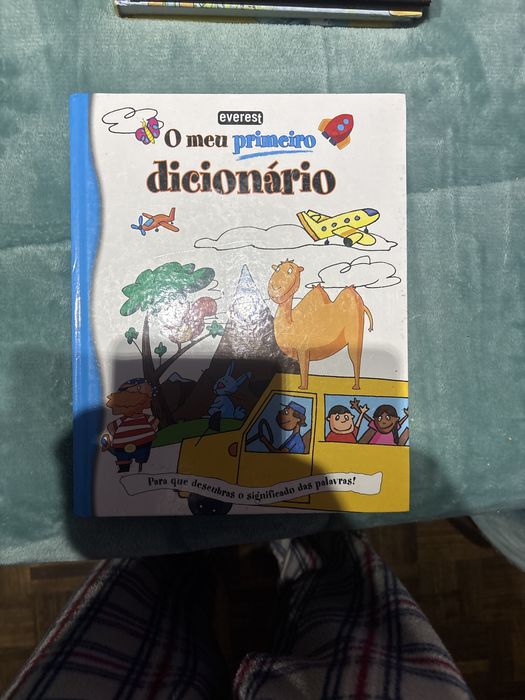 everest
O meu primeiro
dicionário
Para que descubras o significado das palavras!